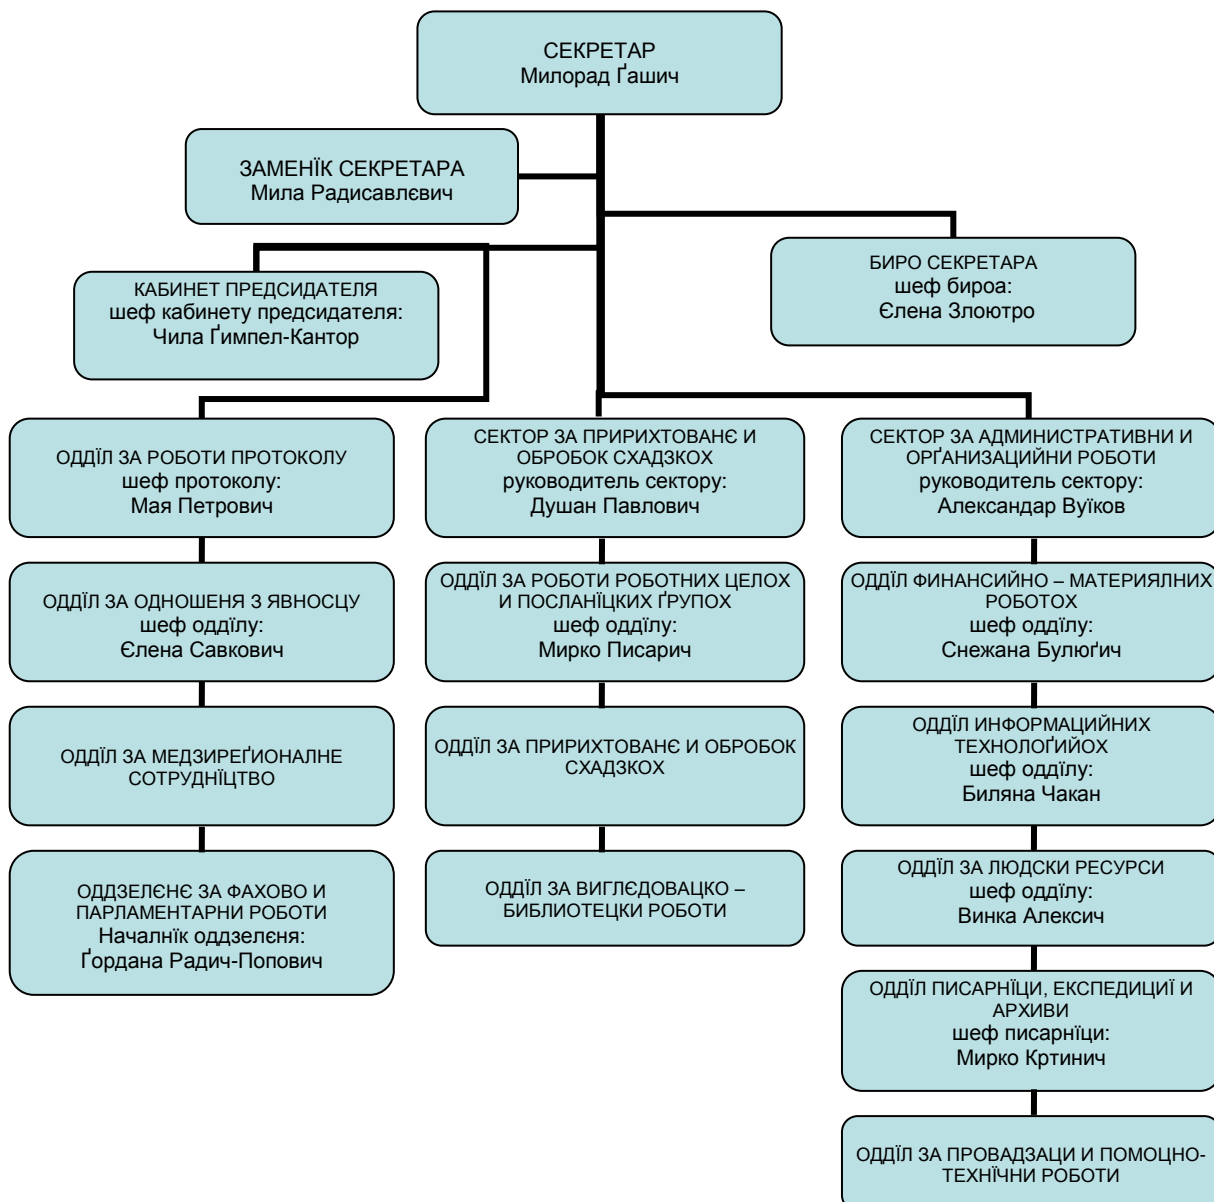 СЕКРЕТАР
Милорад Ґашич
ЗАМЕНЇК СЕКРЕТАРА
Мила Радисавлєвич
БИРО СЕКРЕТАРА
шеф бироа:
Єлена Злоютро
КАБИНЕТ ПРЕДСИДАТЕЛЯ
шеф кабинету предсидателя:
Чила Ґимпел-Кантор
ОДДЇЛ ЗА РОБОТИ ПРОТОКОЛУ
шеф протоколу:
Мая Петрович
ОДДЇЛ ЗА ОДНОШЕНЯ З ЯВНОСЦУ
шеф оддїлу:
Єлена Савкович
ОДДЇЛ ЗА МЕДЗИРЕҐИОНАЛНЕ
СОТРУДНЇЦТВО
ОДДЗЕЛЄНЄ ЗА ФАХОВО И
ПАРЛАМЕНТАРНИ РОБОТИ
Началнїк оддзелєня:
Ґордана Радич-Попович
СЕКТОР ЗА ПРИРИХТОВАНЄ И
ОБРОБОК СХАДЗКОХ
руководитель сектору:
Душан Павлович
ОДДЇЛ ЗА РОБОТИ РОБОТНИХ ЦЕЛОХ
И ПОСЛАНЇЦКИХ ҐРУПОХ
шеф оддїлу:
Мирко Писарич
ОДДЇЛ ЗА ПРИРИХТОВАНЄ И ОБРОБОК
СХАДЗКОХ
ОДДЇЛ ЗА ВИГЛЄДОВАЦКО –
БИБЛИОТЕЦКИ РОБОТИ
СЕКТОР ЗА АДМИНИСТРАТИВНИ И
ОРҐАНИЗАЦИЙНИ РОБОТИ
руководитель сектору:
Александар Вуїков
ОДДЇЛ ФИНАНСИЙНО – МАТЕРИЯЛНИХ
РОБОТОХ
шеф оддїлу:
Снежана Булюґич
ОДДЇЛ ИНФОРМАЦИЙНИХ
ТЕХНОЛОҐИЙОХ
шеф оддїлу:
Биляна Чакан
ОДДЇЛ ЗА ЛЮДСКИ РЕСУРСИ
шеф оддїлу:
Винка Алексич
ОДДЇЛ ПИСАРНЇЦИ, ЕКСПЕДИЦИЇ И
АРХИВИ
шеф писарнїци:
Мирко Кртинич
ОДДЇЛ ЗА ПРОВАДЗАЦИ И ПОМОЦНО-
ТЕХНЇЧНИ РОБОТИ